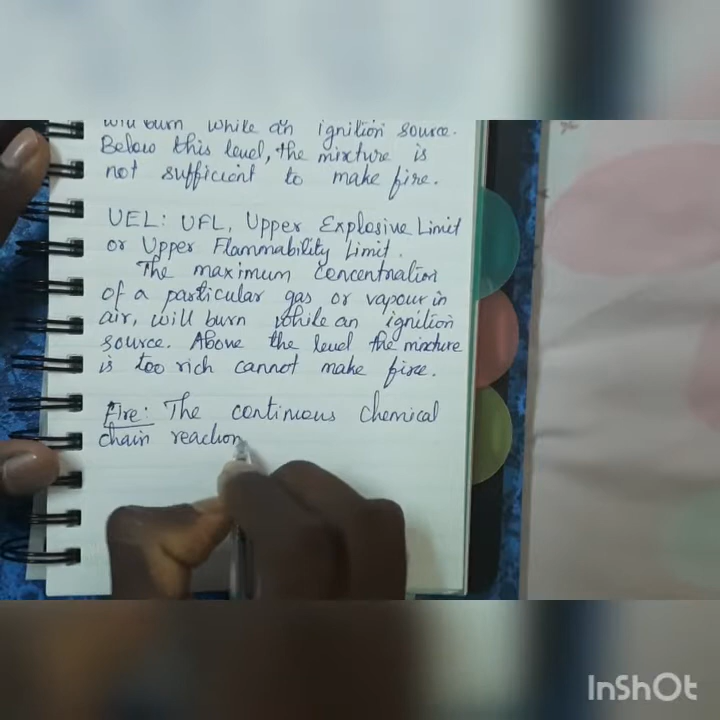 will burn while an ignition source.
Below this level, the mixture is
not sufficient to make fire.
UEL: UFL, Upper Explosive Limit
or Upper Flammability Limit.
The maximum concentration
of a particular gas or vapour in
air, will burn while an ignition
source. Above the level the mixture
is too rich cannot make fire.
Fire: The continuous chemical
chain reaction
InShOt